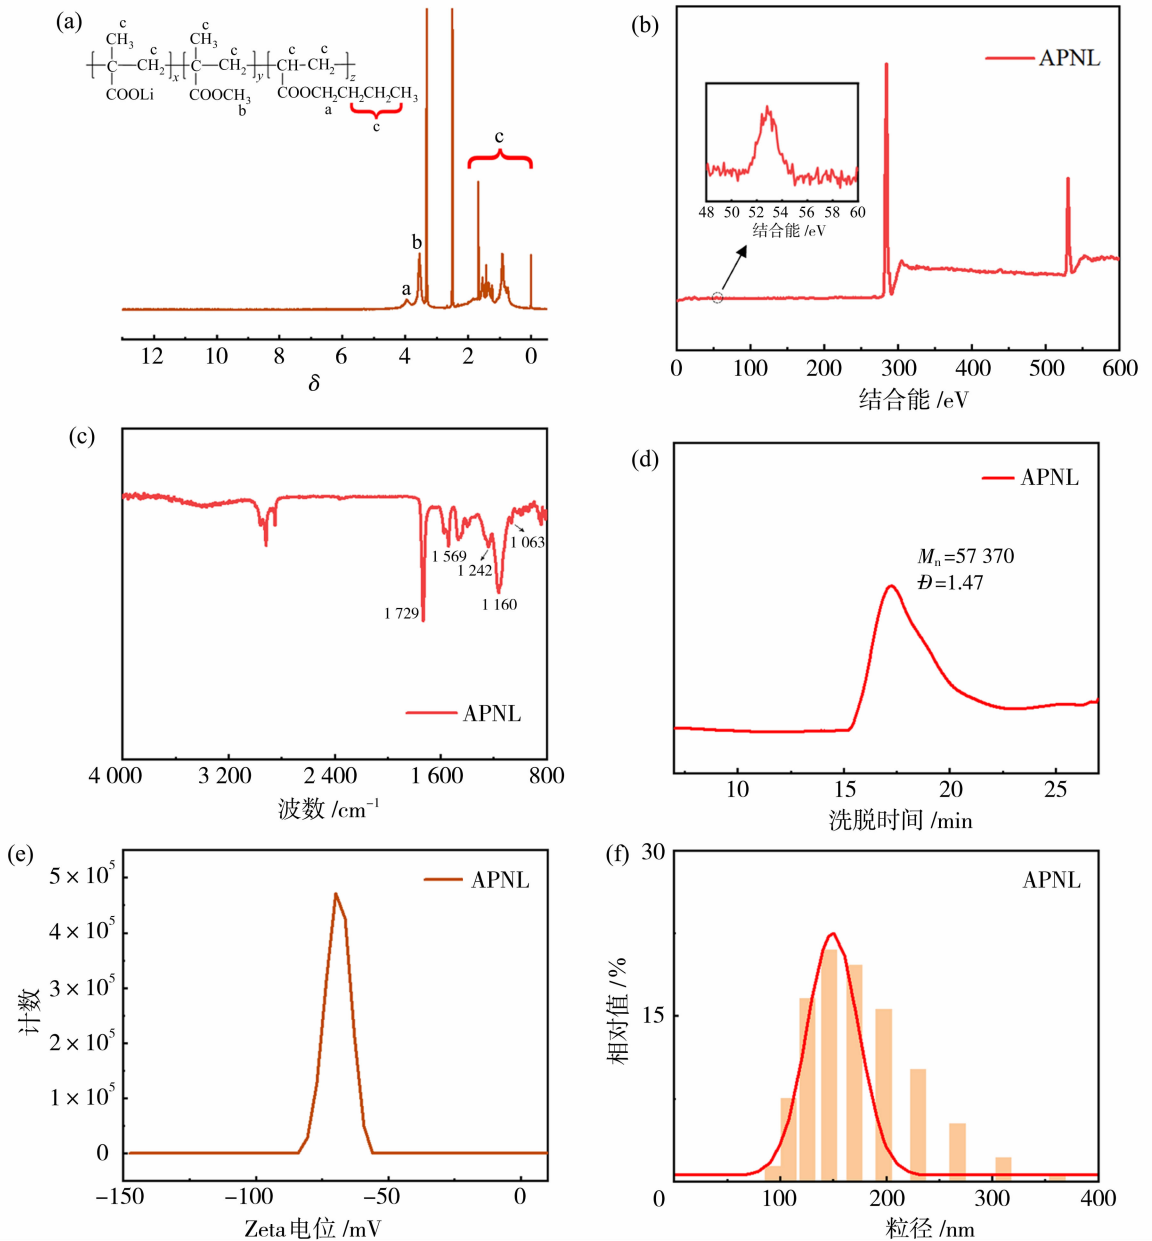 (a)
c
c
CH₃
CH₃
c
c
c
c
C
CH₂
x
C
CH₂
y
CH
CH₂
z
COOLi
COOCH₃
COOCH₂CH₂CH₂CH₃
b
a
c
c
b
a
12 10 8 6 4 2 0
δ
(b)
APNL
48 50 52 54 56 58 60
结合能 /eV
0 100 200 300 400 500 600
结合能 /eV
(c)
1 063
1 569
1 242
1 160
1 729
APNL
4 000 3 200 2 400 1 600 800
波数 /cm⁻¹
(d)
APNL
Mₙ=57 370
Đ=1.47
10 15 20 25
洗脱时间 /min
(e)
APNL
5×10⁵
4×10⁵
3×10⁵
2×10⁵
1×10⁵
0
计数
−150 −100 −50 0
Zeta电位 /mV
(f)
30
APNL
15
相对值 /%
0 100 200 300 400
粒径 /nm